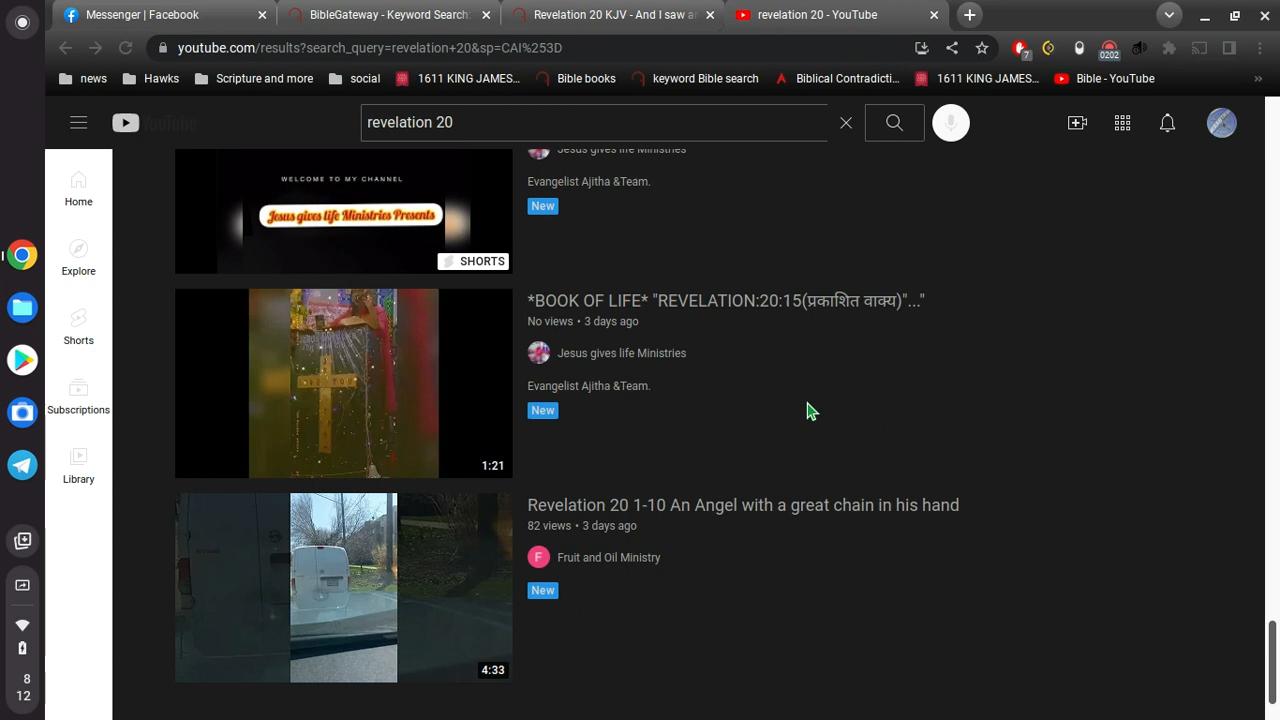 Messenger | Facebook
BibleGateway - Keyword Search:
Revelation 20 KJV - And I saw an
revelation 20 - YouTube
youtube.com/results?search_query=revelation+20&sp=CAI%253D
7
0202
news
Hawks
Scripture and more
social
1611 KING JAMES...
Bible books
keyword Bible search
Biblical Contradicti...
1611 KING JAMES...
Bible - YouTube
»
YouTube
revelation 20
Home
Explore
Shorts
Subscriptions
Library
WELCOME TO MY CHANNEL
Jesus gives life Ministries Presents
SHORTS
Jesus gives life Ministries
Evangelist Ajitha &Team.
New
1:21
*BOOK OF LIFE* "REVELATION:20:15(प्रकाशित वाक्य)"..."
No views • 3 days ago
Jesus gives life Ministries
Evangelist Ajitha &Team.
New
4:33
Revelation 20 1-10 An Angel with a great chain in his hand
82 views • 3 days ago
F
Fruit and Oil Ministry
New
8
12